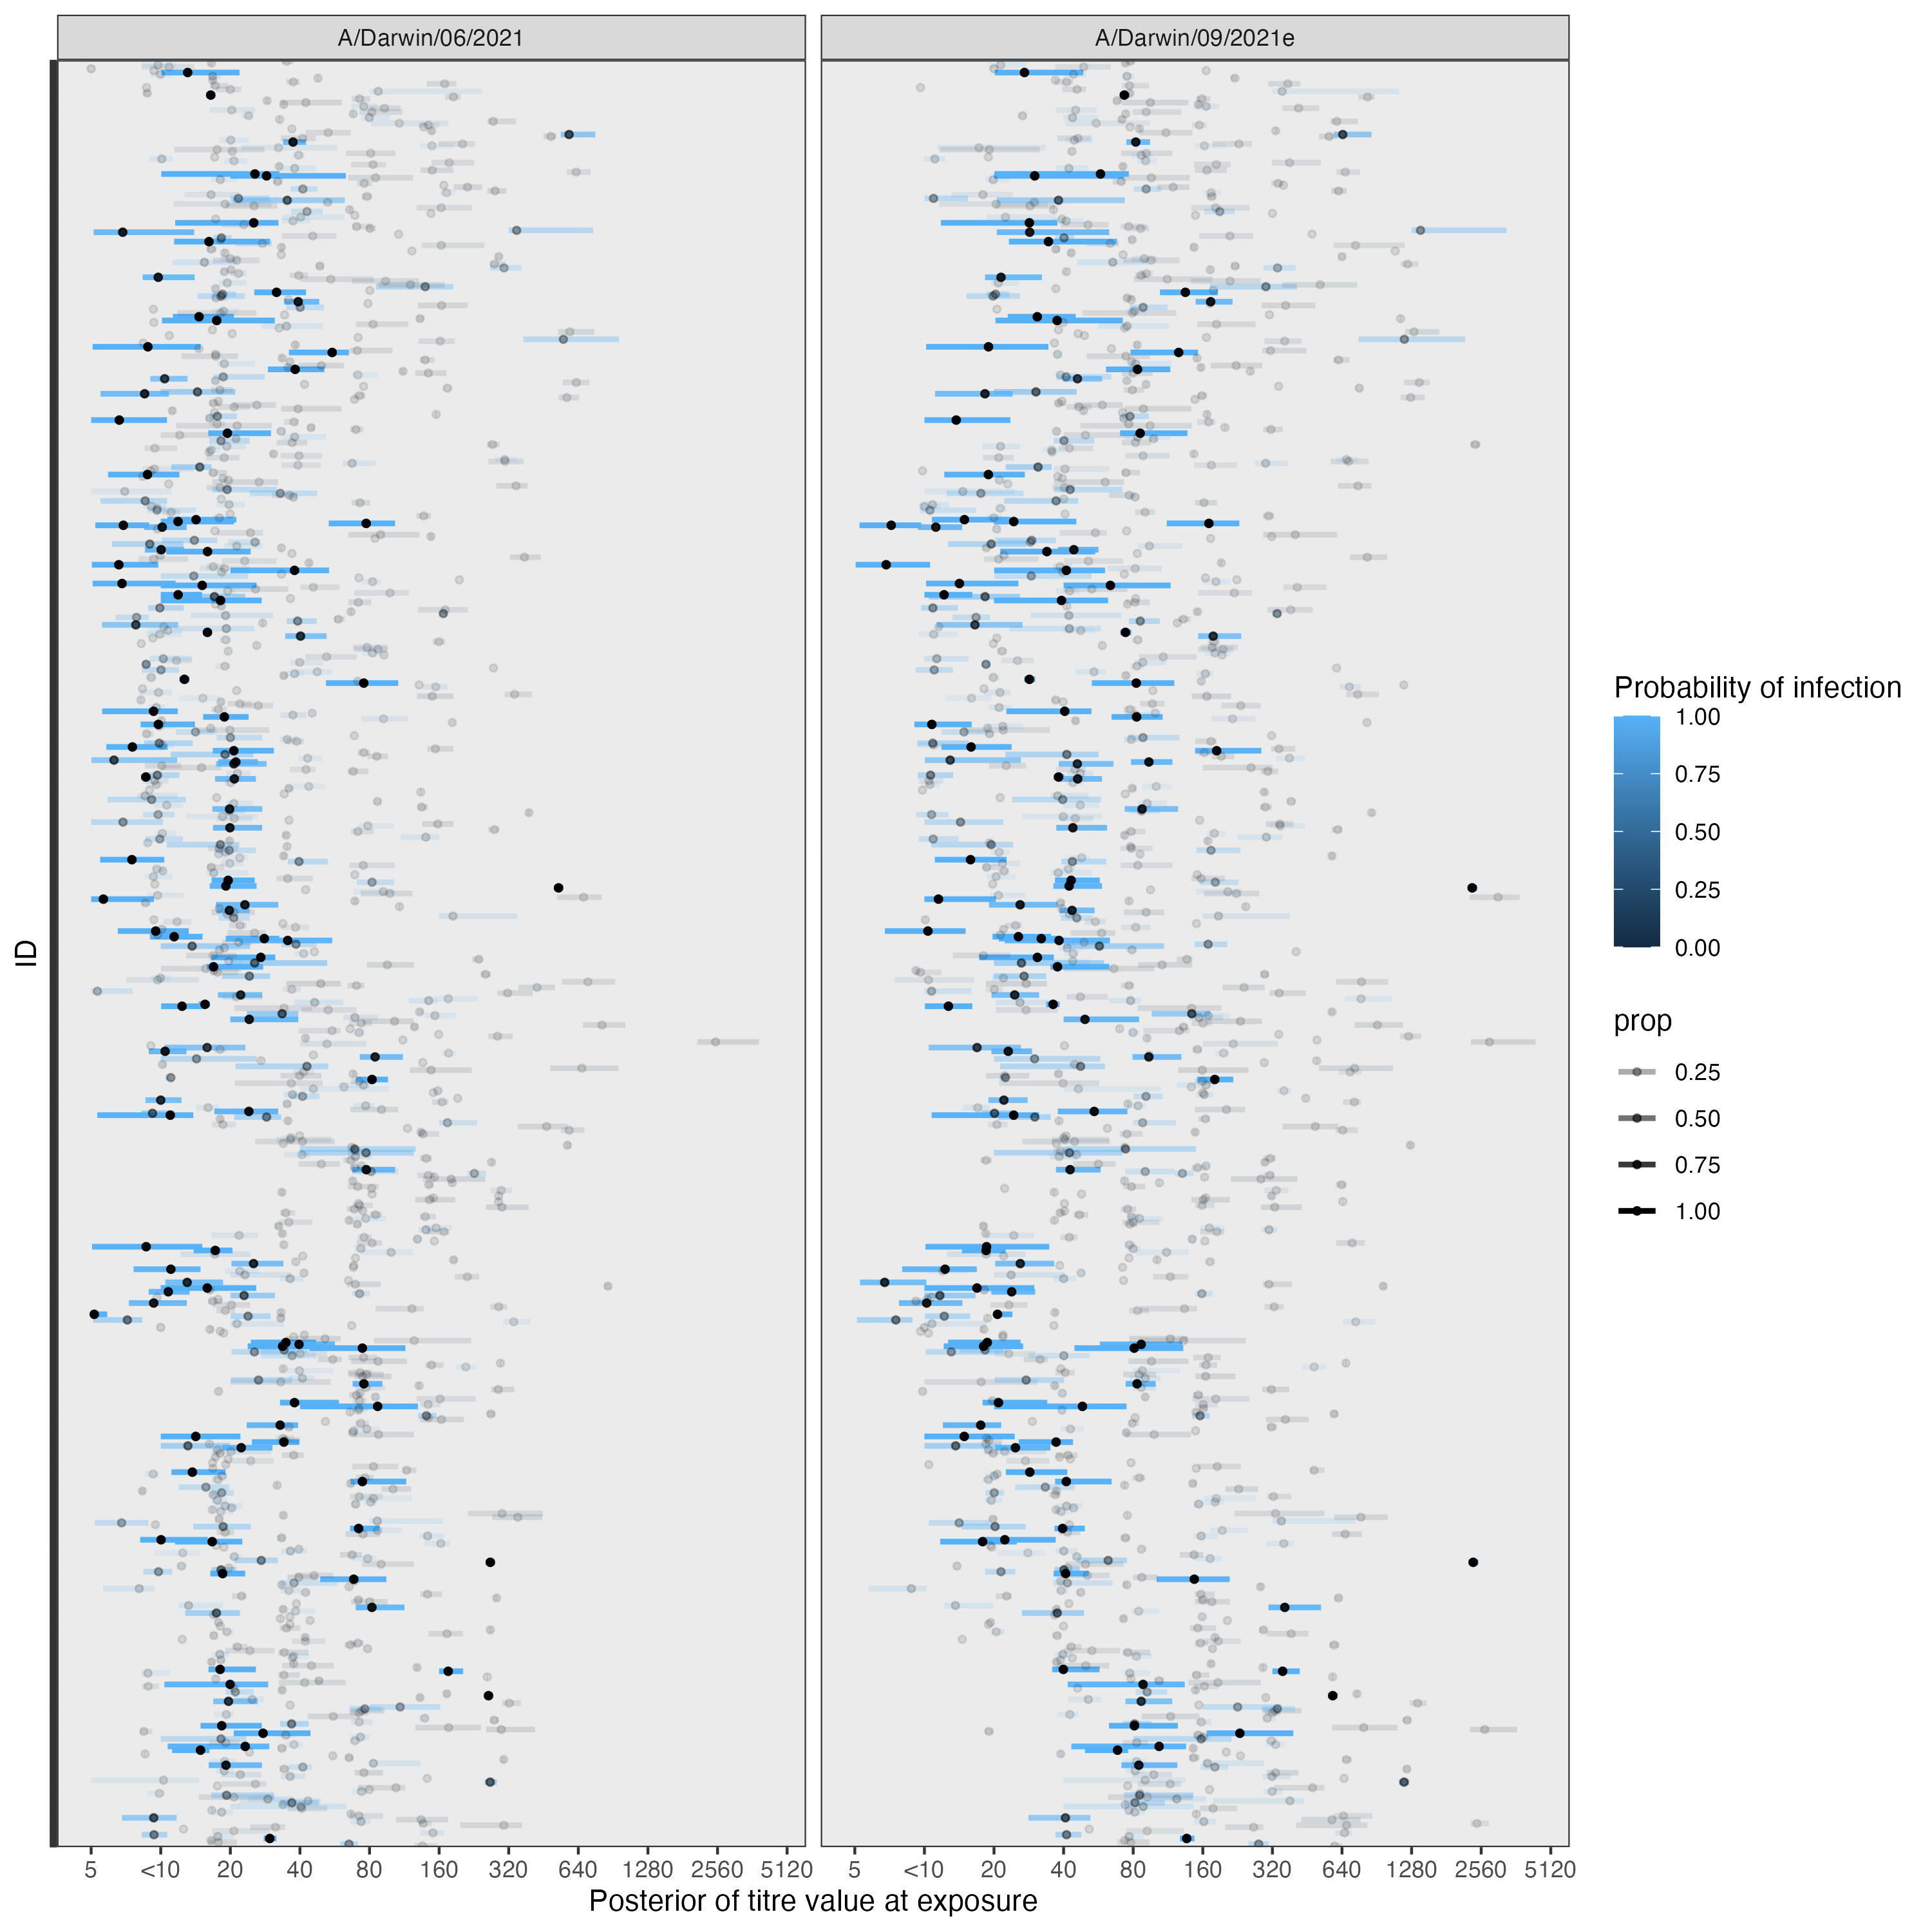 A/Darwin/06/2021
A/Darwin/09/2021e
ID
5 <10 20 40 80 160 320 640 1280 2560 5120
5 <10 20 40 80 160 320 640 1280 2560 5120
Posterior of titre value at exposure
Probability of infection
1.00
0.75
0.50
0.25
0.00
prop
0.25
0.50
0.75
1.00